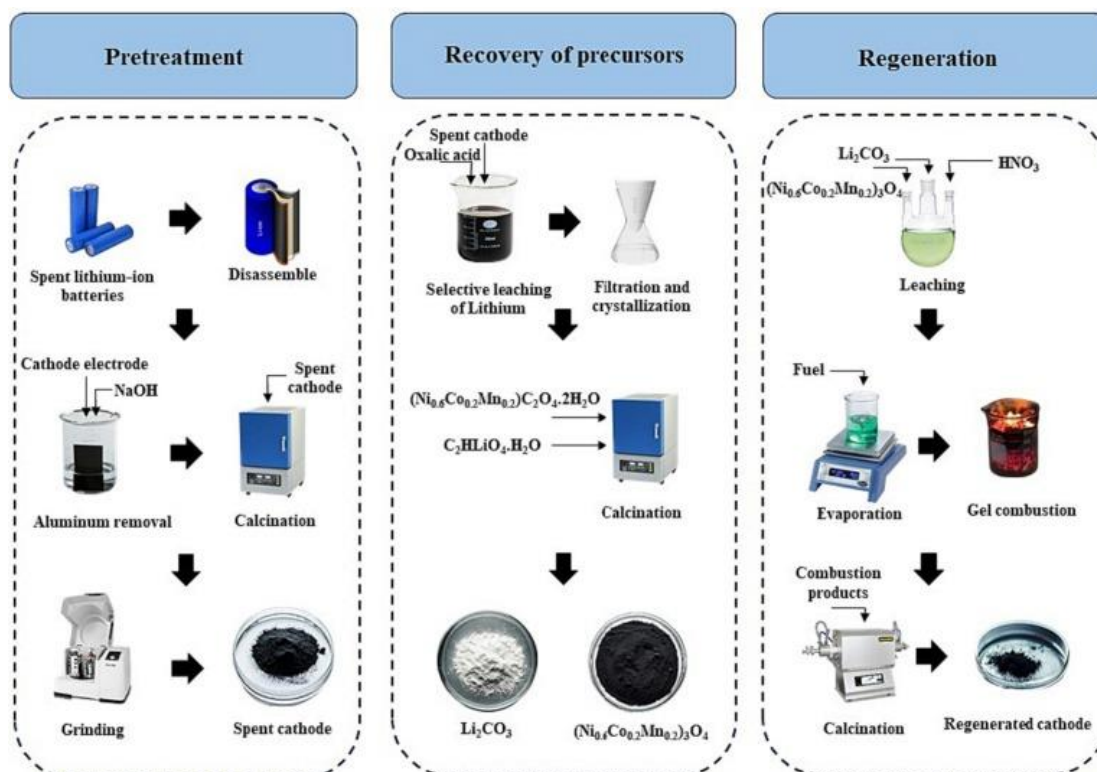 Pretreatment
Spent lithium-ion
batteries
Disassemble
Cathode electrode
NaOH
Aluminum removal
Spent
cathode
Calcination
Grinding
Spent cathode
Recovery of precursors
Spent cathode
Oxalic acid
Selective leaching
of Lithium
Filtration and
crystallization
(Ni₀.₆Co₀.₂Mn₀.₂)C₂O₄.2H₂O
C₂HLiO₄.H₂O
Calcination
Li₂CO₃
(Ni₀.₆Co₀.₂Mn₀.₂)₃O₄
Regeneration
Li₂CO₃
HNO₃
(Ni₀.₆Co₀.₂Mn₀.₂)₃O₄
Leaching
Fuel
Evaporation
Gel combustion
Combustion
products
Calcination
Regenerated cathode